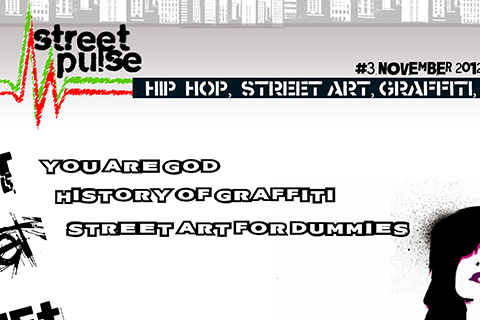 street
pulse
#3 NOVEMBER 2012
HIP HOP, STREET ART, GRAFFITI,
YOU ARE GOD
HISTORY OF GRAFFITI
STREET ART FOR DUMMIES